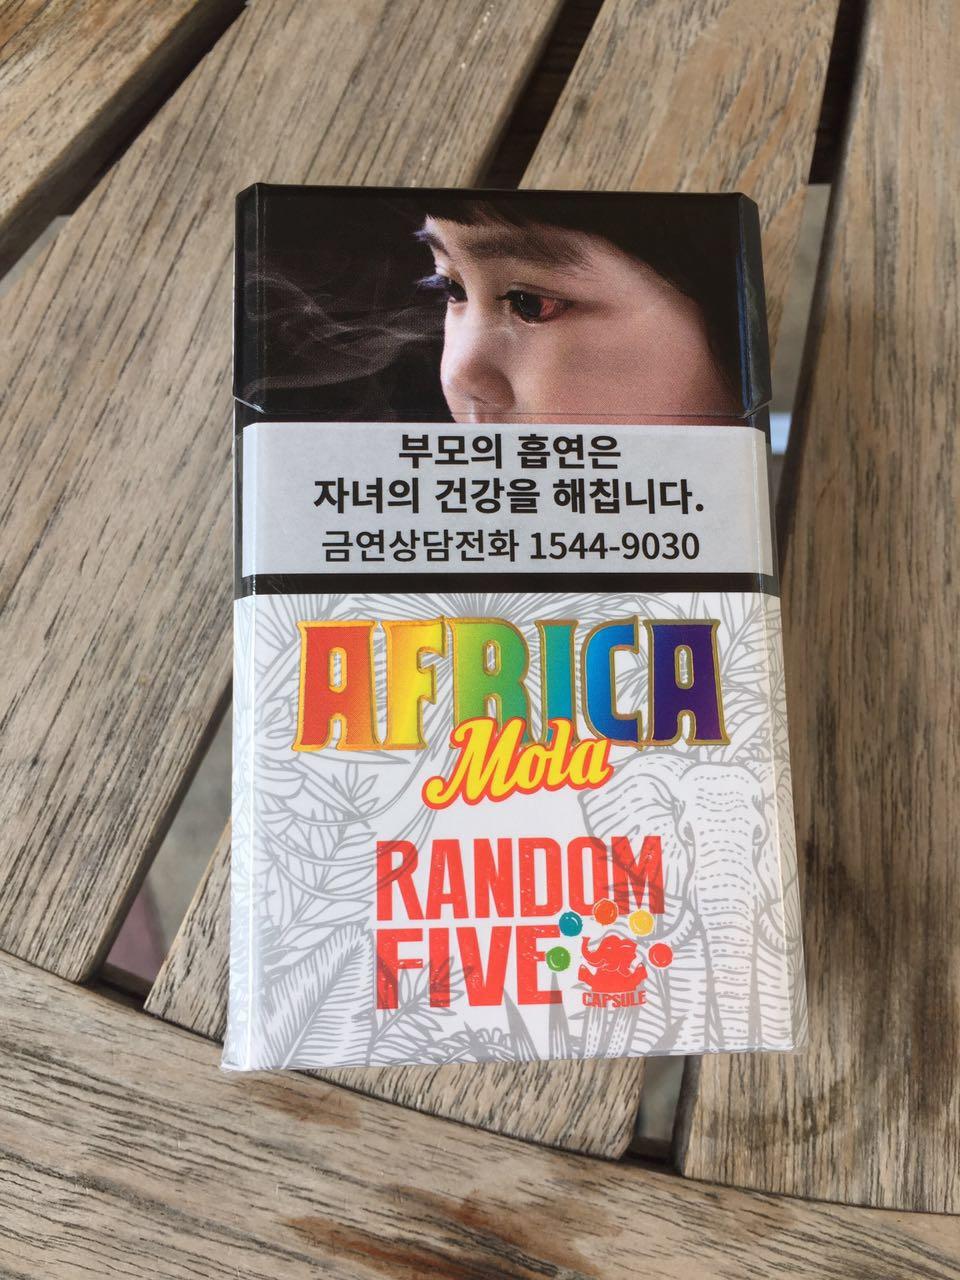 부모의 흡연은
자녀의 건강을 해칩니다.
금연상담전화 1544-9030
AFRICA
Mola
RANDOM
FIVE
CAPSULE